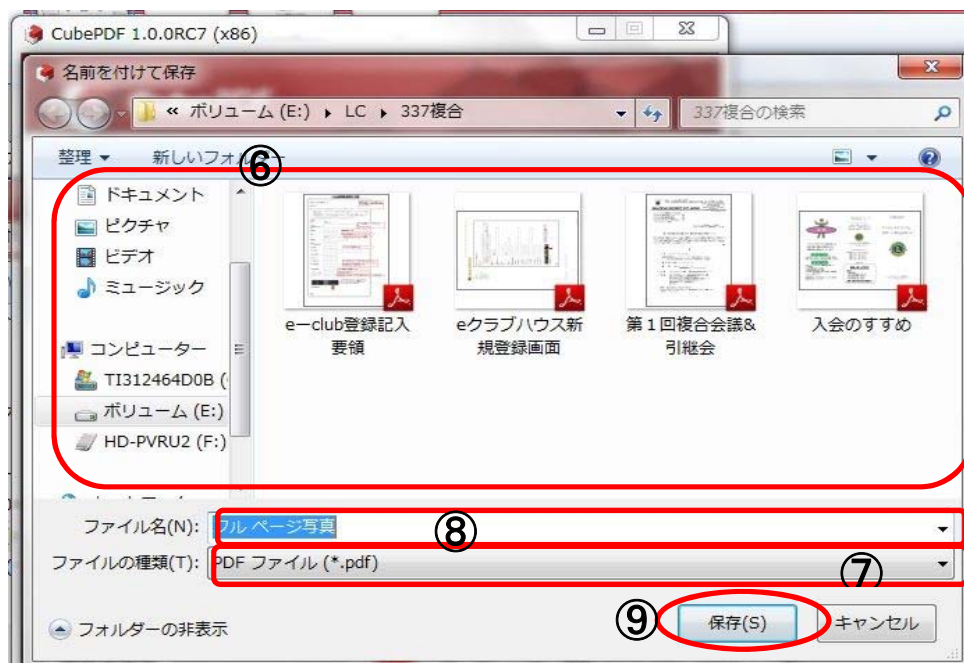 CubePDF 1.0.0RC7 (x86)
名前を付けて保存
« ボリューム (E:) ▸ LC ▸ 337複合
337複合の検索
整理 ▼ 新しいフォルダー
⑥
ドキュメント
ピクチャ
ビデオ
ミュージック
コンピューター
TI312464D0B (
ボリューム (E:)
HD-PVRU2 (F:)
e－club登録記入
要領
eクラブハウス新
規登録画面
第１回複合会議&
引継会
入会のすすめ
ファイル名(N): フル ページ写真
⑧
ファイルの種類(T): PDF ファイル (*.pdf)
⑦
フォルダーの非表示
⑨
保存(S)
キャンセル